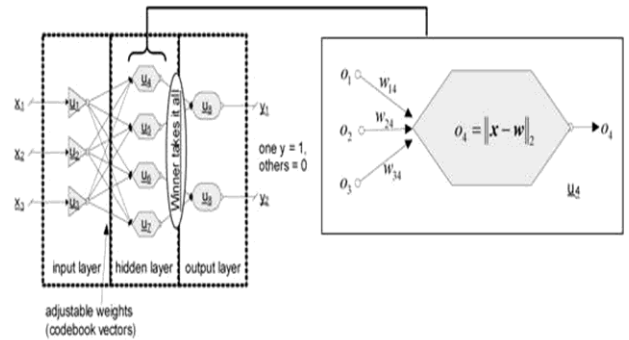 x1
x2
x3
u1
u2
u3
u4
u5
u6
u7
Winner takes it all
u8
u9
y1
y2
one y = 1,
others = 0
input layer
hidden layer
output layer
adjustable weights
(codebook vectors)
o1
w14
o2
w24
o3
w34
o4 = ‖x − w‖2
o4
u4